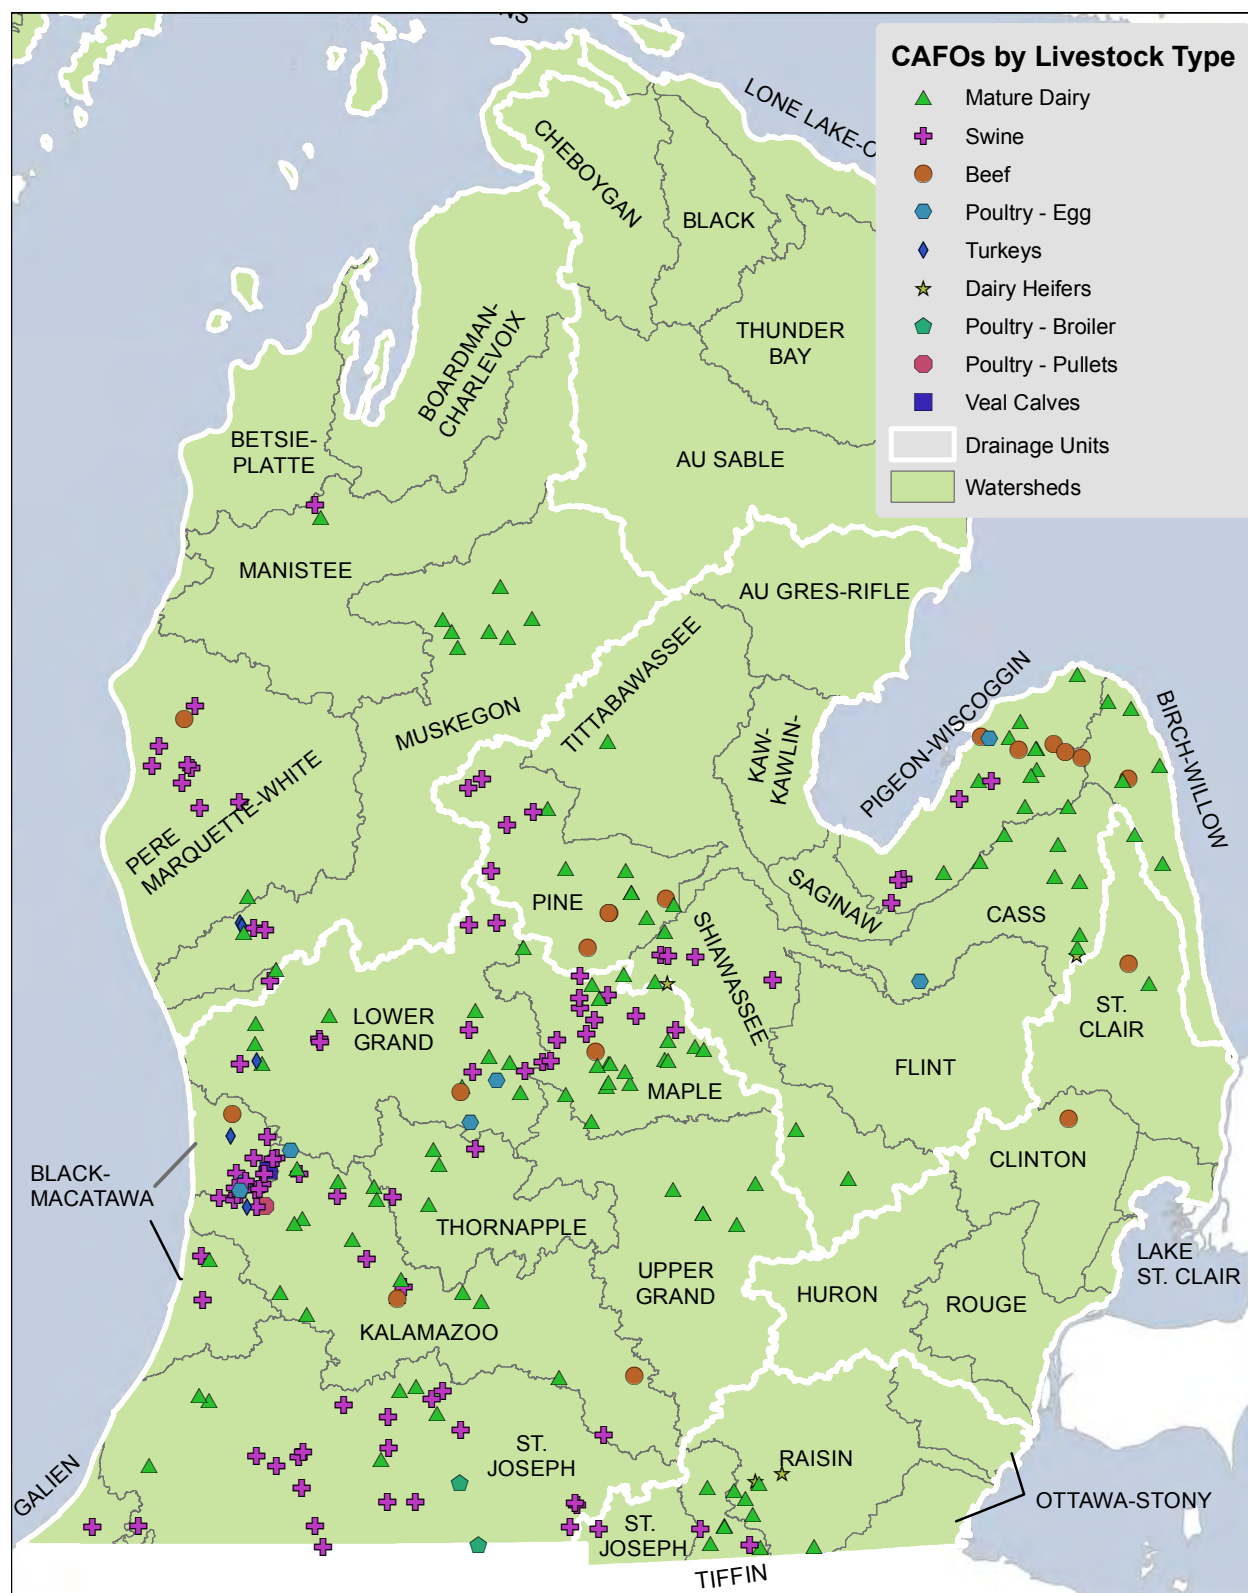 NS
CAFOs by Livestock Type
Mature Dairy
Swine
Beef
Poultry - Egg
Turkeys
Dairy Heifers
Poultry - Broiler
Poultry - Pullets
Veal Calves
Drainage Units
Watersheds
LONE LAKE-O
CHEBOYGAN
BLACK
THUNDER
BAY
BOARDMAN-
CHARLEVOIX
BETSIE-
PLATTE
AU SABLE
MANISTEE
AU GRES-RIFLE
TITTABAWASSEE
MUSKEGON
KAW-
KAWLIN-
PIGEON-WISCOGGIN
BIRCH-WILLOW
PERE
MARQUETTE-WHITE
PINE
SAGINAW
CASS
SHIAWASSEE
LOWER
GRAND
ST.
CLAIR
FLINT
MAPLE
BLACK-
MACATAWA
CLINTON
THORNAPPLE
LAKE
ST. CLAIR
UPPER
GRAND
HURON
ROUGE
KALAMAZOO
ST.
JOSEPH
RAISIN
GALIEN
OTTAWA-STONY
ST.
JOSEPH
TIFFIN